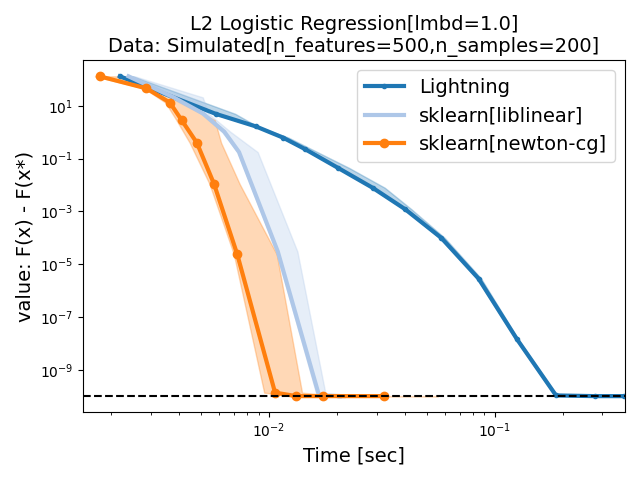 L2 Logistic Regression[lmbd=1.0]
Data: Simulated[n_features=500,n_samples=200]
Lightning
sklearn[liblinear]
sklearn[newton-cg]
value: F(x) - F(x*)
10¹
10⁻¹
10⁻³
10⁻⁵
10⁻⁷
10⁻⁹
10⁻²
10⁻¹
Time [sec]